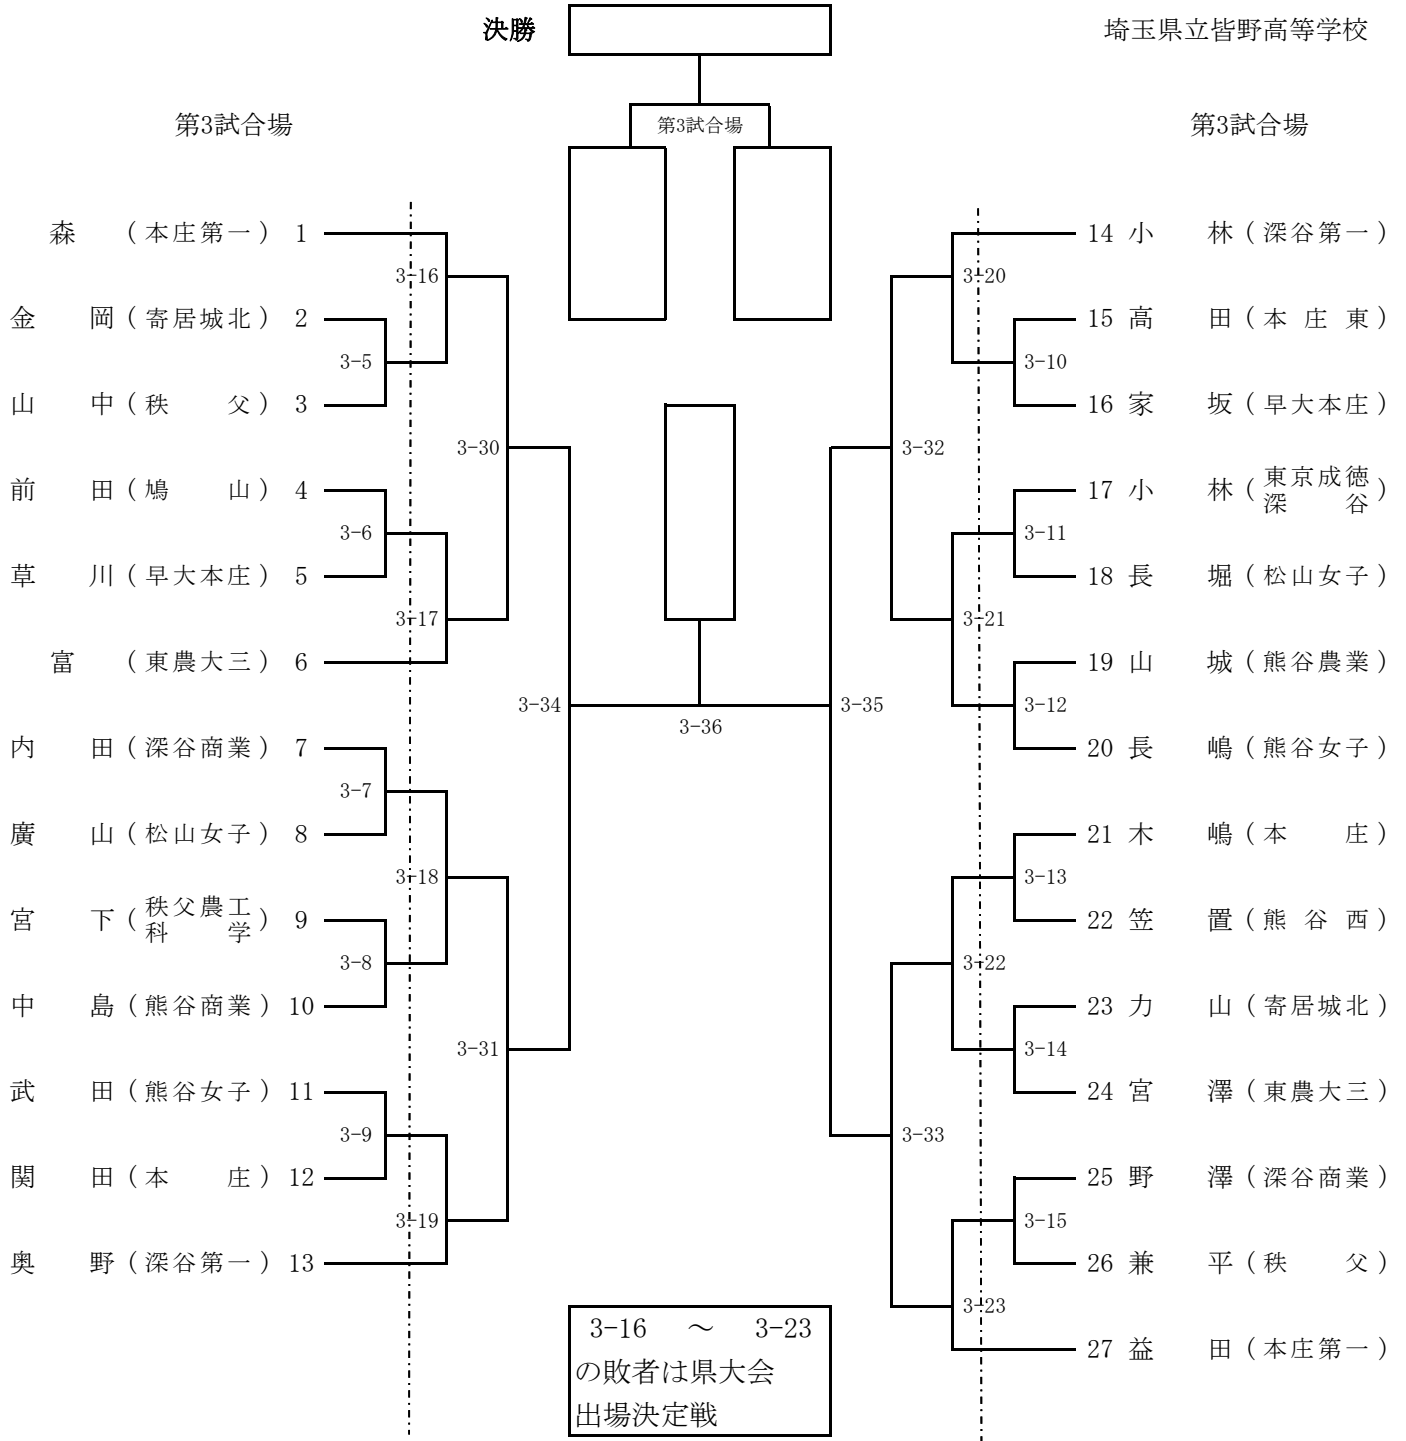 決勝
埼玉県立皆野高等学校
第3試合場
第3試合場
第3試合場
森 （本庄第一） 1
3-16
金 岡（寄居城北） 2
3-5
山 中（秩 父） 3
3-30
前 田（鳩 山） 4
3-6
草 川（早大本庄） 5
3-17
富 （東農大三） 6
3-34
内 田（深谷商業） 7
3-7
廣 山（松山女子） 8
3-18
宮 下（秩父農工
科 学） 9
3-8
中 島（熊谷商業） 10
3-31
武 田（熊谷女子） 11
3-9
関 田（本 庄） 12
3-19
奥 野（深谷第一） 13
3-36
14 小 林（深谷第一）
3-20
15 高 田（本 庄 東）
3-10
16 家 坂（早大本庄）
3-32
17 小 林（東京成徳
深 谷）
3-11
18 長 堀（松山女子）
3-21
19 山 城（熊谷農業）
3-35
3-12
20 長 嶋（熊谷女子）
21 木 嶋（本 庄）
3-13
22 笠 置（熊 谷 西）
3-22
23 力 山（寄居城北）
3-14
24 宮 澤（東農大三）
3-33
25 野 澤（深谷商業）
3-15
26 兼 平（秩 父）
3-23
27 益 田（本庄第一）
3-16 ～ 3-23
の敗者は県大会
出場決定戦